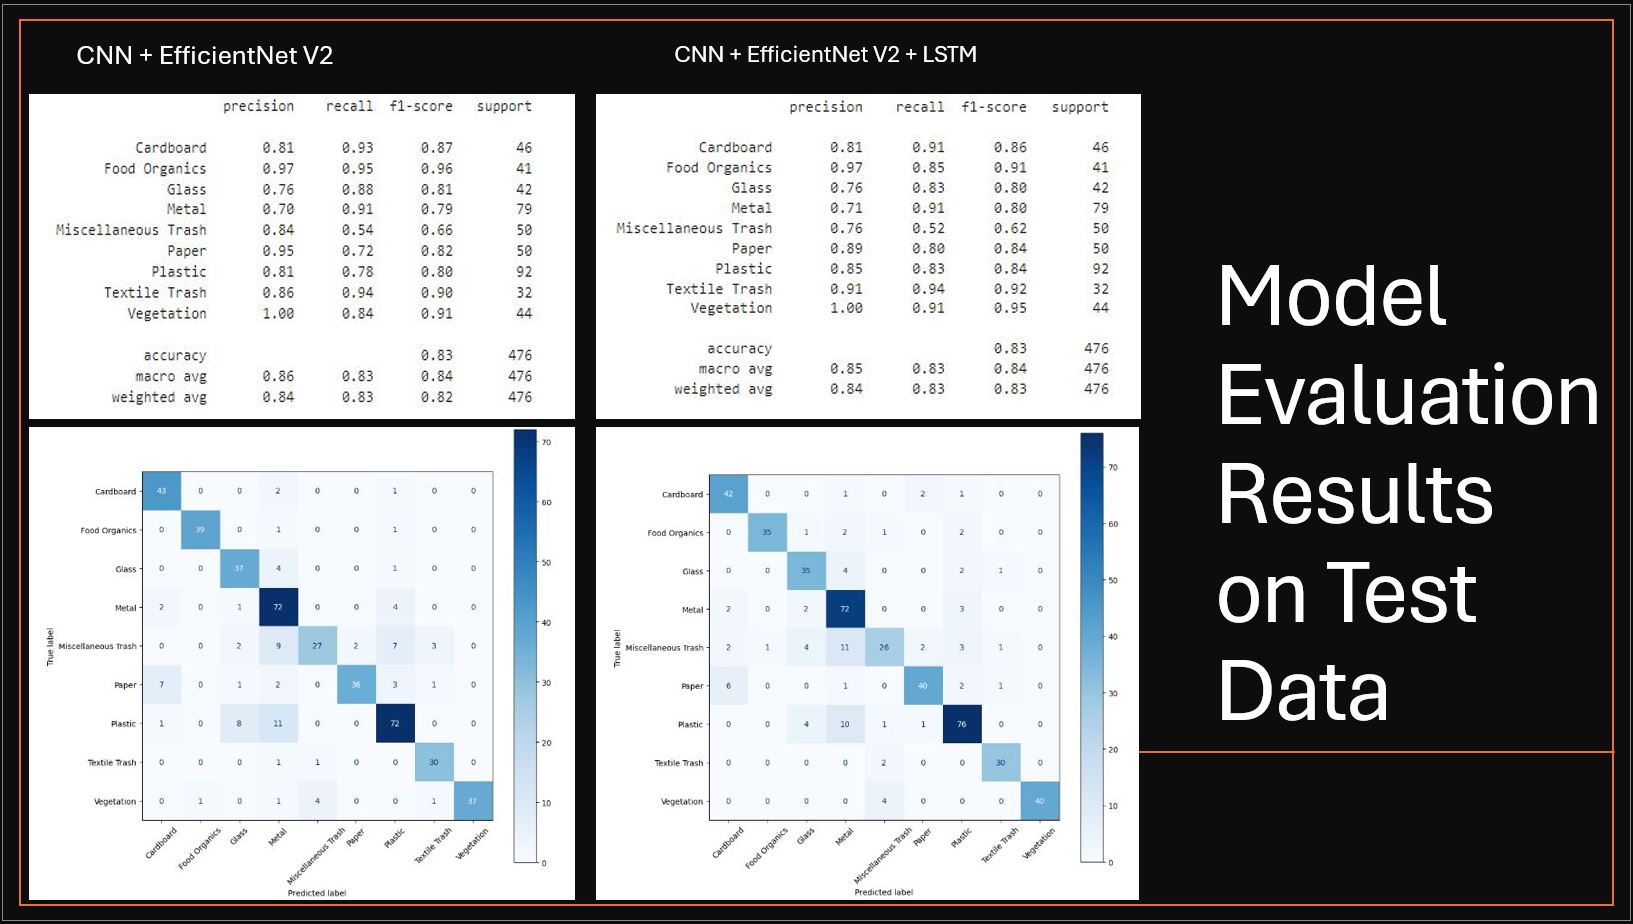 CNN + EfficientNet V2
precision recall f1-score support
Cardboard 0.81 0.93 0.87 46
Food Organics 0.97 0.95 0.96 41
Glass 0.76 0.88 0.81 42
Metal 0.70 0.91 0.79 79
Miscellaneous Trash 0.84 0.54 0.66 50
Paper 0.95 0.72 0.82 50
Plastic 0.81 0.78 0.80 92
Textile Trash 0.86 0.94 0.90 32
Vegetation 1.00 0.84 0.91 44
accuracy 0.83 476
macro avg 0.86 0.83 0.84 476
weighted avg 0.84 0.83 0.82 476
True label
Cardboard 43 0 0 2 0 0 1 0 0
Food Organics 0 39 0 1 0 0 1 0 0
Glass 0 0 37 4 0 0 1 0 0
Metal 2 0 1 72 0 0 4 0 0
Miscellaneous Trash 0 0 2 9 27 2 7 3 0
Paper 7 0 1 2 0 36 3 1 0
Plastic 1 0 8 11 0 0 72 0 0
Textile Trash 0 0 0 1 1 0 0 30 0
Vegetation 0 1 0 1 4 0 0 1 37
Cardboard Food Organics Glass Metal Miscellaneous Trash Paper Plastic Textile Trash Vegetation
Predicted label
70
60
50
40
30
20
10
0
CNN + EfficientNet V2 + LSTM
precision recall f1-score support
Cardboard 0.81 0.91 0.86 46
Food Organics 0.97 0.85 0.91 41
Glass 0.76 0.83 0.80 42
Metal 0.71 0.91 0.80 79
Miscellaneous Trash 0.76 0.52 0.62 50
Paper 0.89 0.80 0.84 50
Plastic 0.85 0.83 0.84 92
Textile Trash 0.91 0.94 0.92 32
Vegetation 1.00 0.91 0.95 44
accuracy 0.83 476
macro avg 0.85 0.83 0.84 476
weighted avg 0.84 0.83 0.83 476
True label
Cardboard 42 0 0 1 0 2 1 0 0
Food Organics 0 35 1 2 1 0 2 0 0
Glass 0 0 35 4 0 0 2 1 0
Metal 2 0 2 72 0 0 3 0 0
Miscellaneous Trash 2 1 4 11 26 2 3 1 0
Paper 6 0 0 1 0 40 2 1 0
Plastic 0 0 4 10 1 1 76 0 0
Textile Trash 0 0 0 0 2 0 0 30 0
Vegetation 0 0 0 0 4 0 0 0 40
Cardboard Food Organics Glass Metal Miscellaneous Trash Paper Plastic Textile Trash Vegetation
Predicted label
70
60
50
40
30
20
10
0
Model
Evaluation
Results
on Test
Data